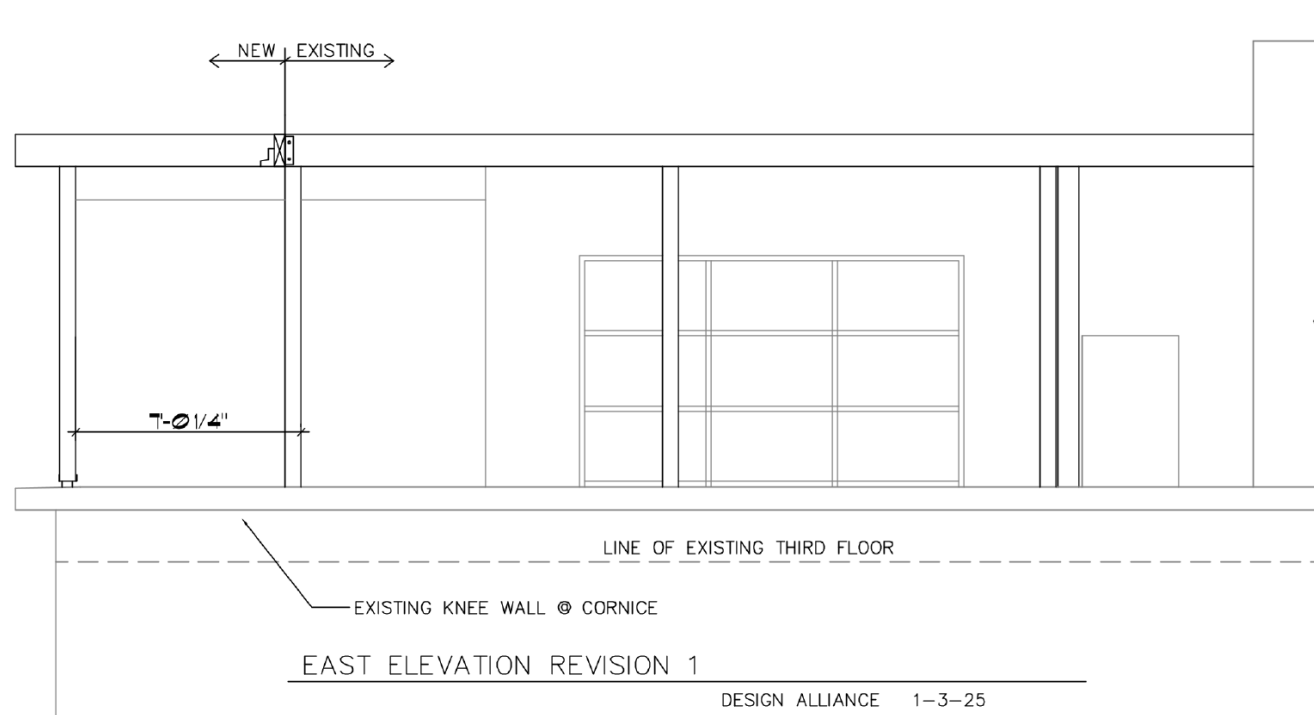 NEW EXISTING
7'-0 1/4"
LINE OF EXISTING THIRD FLOOR
EXISTING KNEE WALL @ CORNICE
EAST ELEVATION REVISION 1
DESIGN ALLIANCE 1-3-25